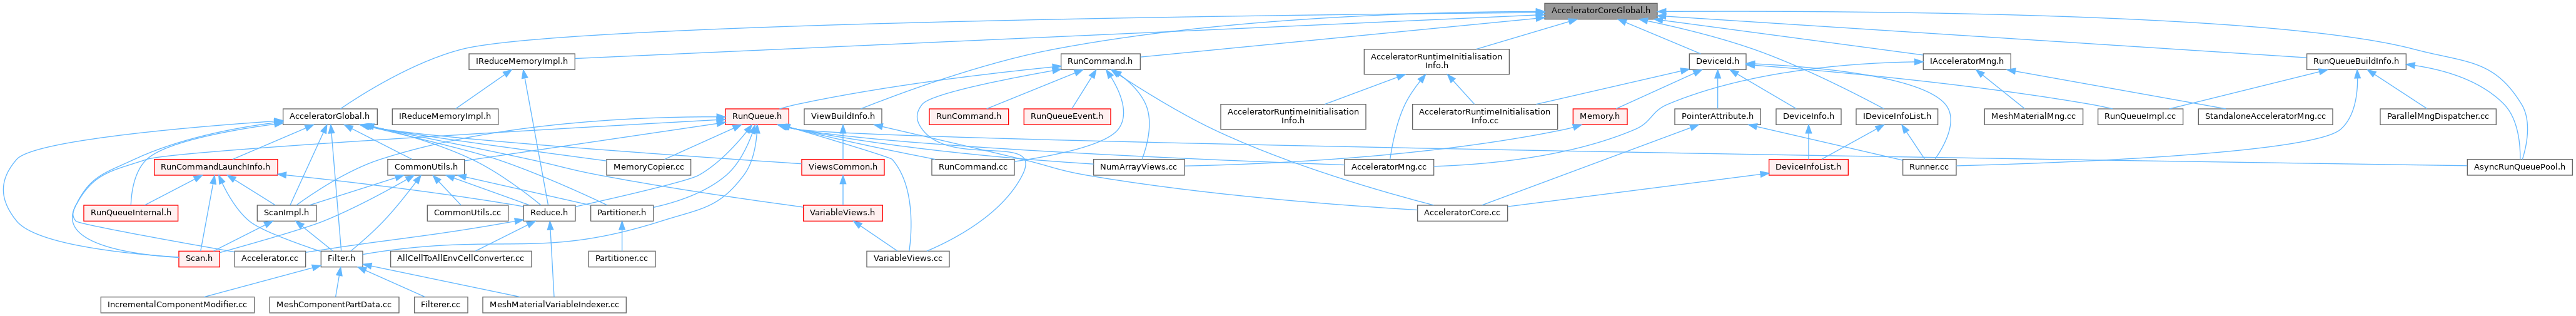 AcceleratorCoreGlobal.h
IReduceMemoryImpl.h
RunCommand.h
AcceleratorRuntimeInitialisation
Info.h
DeviceId.h
IAcceleratorMng.h
RunQueueBuildInfo.h
AcceleratorGlobal.h
IReduceMemoryImpl.h
RunQueue.h
ViewBuildInfo.h
RunCommand.h
RunQueueEvent.h
AcceleratorRuntimeInitialisation
Info.h
AcceleratorRuntimeInitialisation
Info.cc
Memory.h
PointerAttribute.h
DeviceInfo.h
IDeviceInfoList.h
MeshMaterialMng.cc
RunQueueImpl.cc
StandaloneAcceleratorMng.cc
ParallelMngDispatcher.cc
RunCommandLaunchInfo.h
CommonUtils.h
MemoryCopier.cc
ViewsCommon.h
RunCommand.cc
NumArrayViews.cc
AcceleratorMng.cc
DeviceInfoList.h
Runner.cc
AsyncRunQueuePool.h
RunQueueInternal.h
ScanImpl.h
CommonUtils.cc
Reduce.h
Partitioner.h
VariableViews.h
AcceleratorCore.cc
Scan.h
Accelerator.cc
Filter.h
AllCellToAllEnvCellConverter.cc
Partitioner.cc
VariableViews.cc
IncrementalComponentModifier.cc
MeshComponentPartData.cc
Filterer.cc
MeshMaterialVariableIndexer.cc